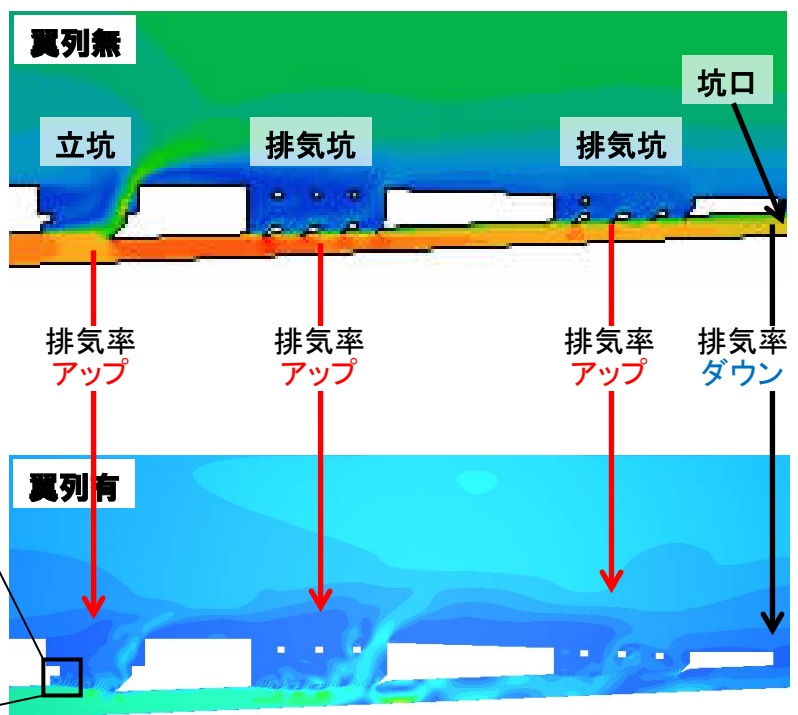 翼列無
坑口
立坑
排気坑
排気坑
排気率
アップ
排気率
アップ
排気率
アップ
排気率
ダウン
翼列有